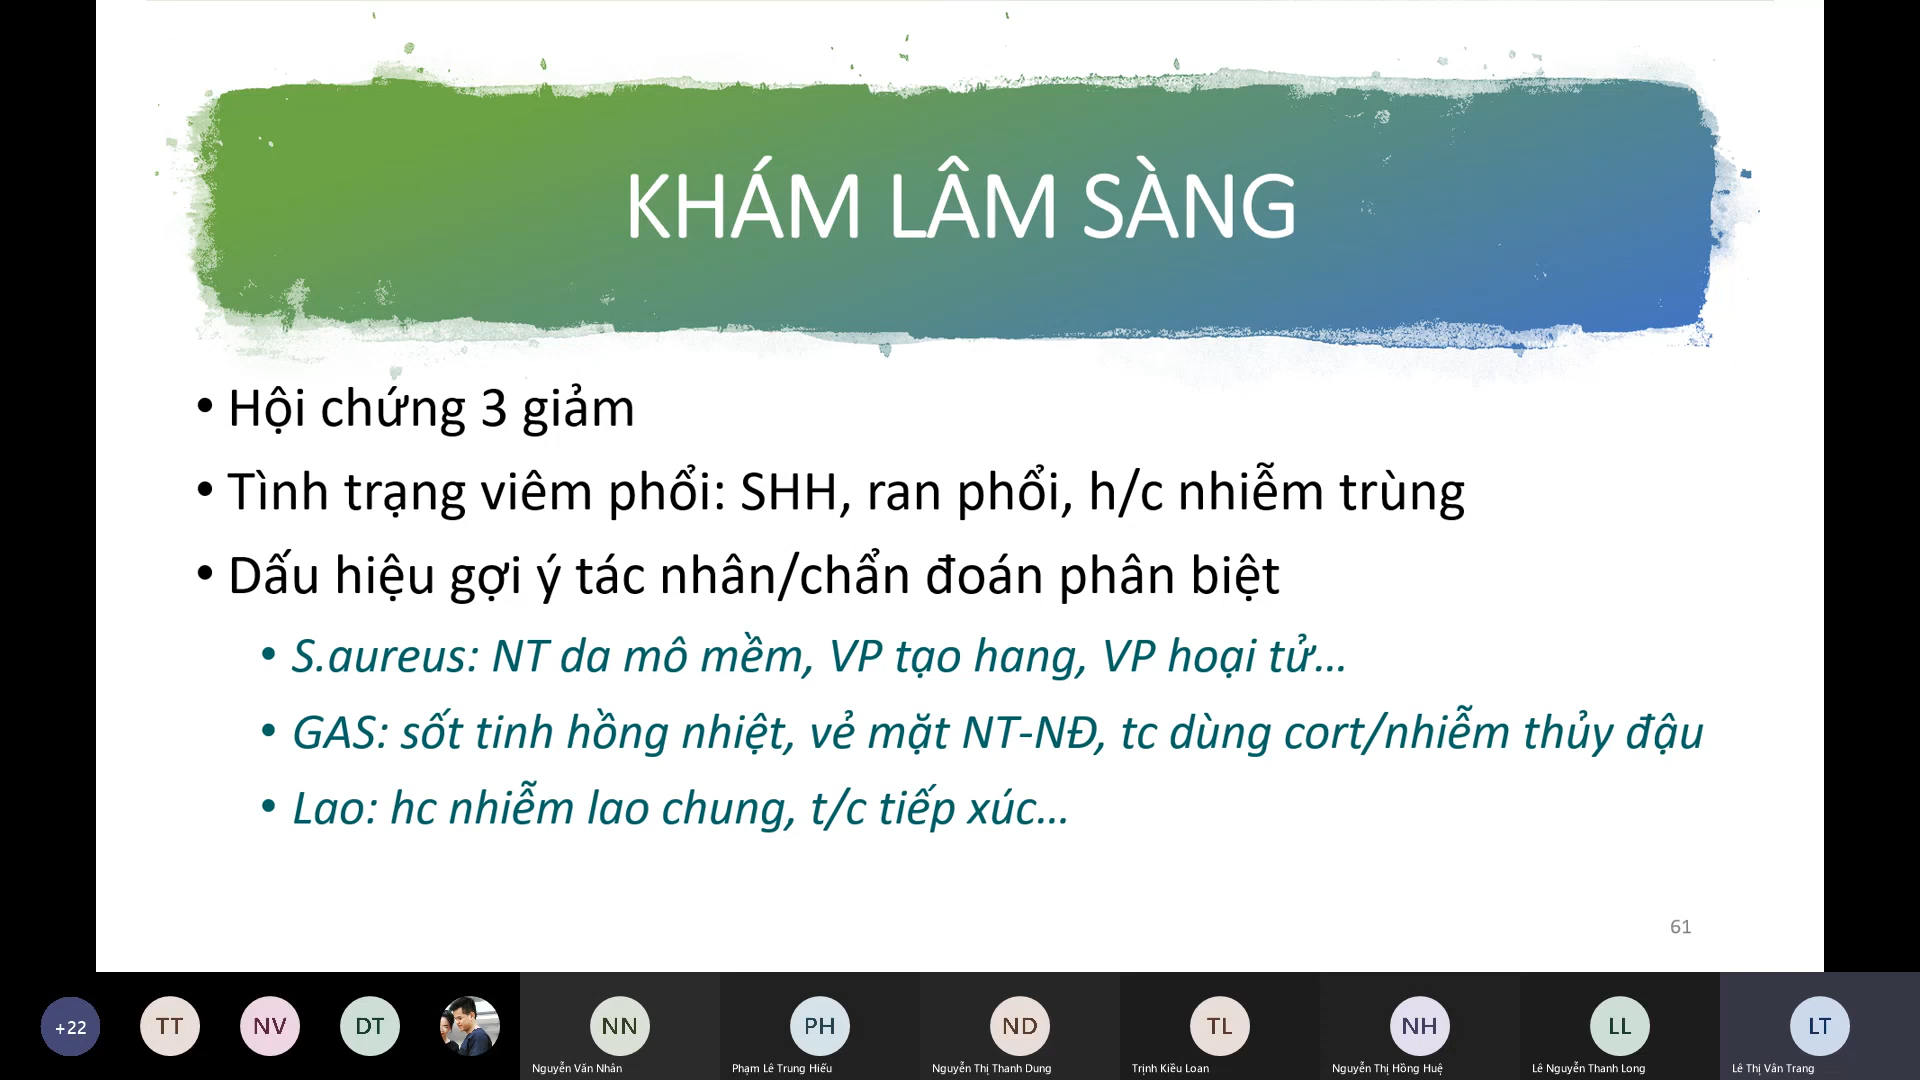 KHÁM LÂM SÀNG
• Hội chứng 3 giảm
• Tình trạng viêm phổi: SHH, ran phổi, h/c nhiễm trùng
• Dấu hiệu gợi ý tác nhân/chẩn đoán phân biệt
• S.aureus: NT da mô mềm, VP tạo hang, VP hoại tử...
• GAS: sốt tinh hồng nhiệt, vẻ mặt NT-NĐ, tc dùng cort/nhiễm thủy đậu
• Lao: hc nhiễm lao chung, t/c tiếp xúc...
61
+22 TT NV DT NN PH ND TL NH LL LT
Nguyễn Văn Nhân Phạm Lê Trung Hiếu Nguyễn Thị Thanh Dung Trịnh Kiều Loan Nguyễn Thị Hồng Huệ Lê Nguyễn Thanh Long Lê Thị Vân Trang